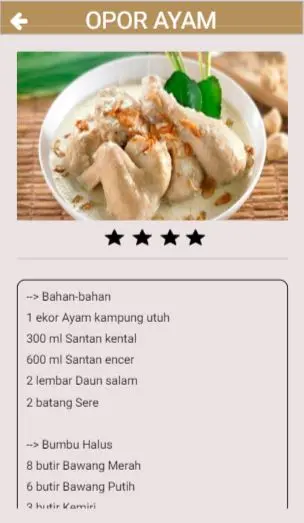 OPOR AYAM
--> Bahan-bahan
1 ekor Ayam kampung utuh
300 ml Santan kental
600 ml Santan encer
2 lembar Daun salam
2 batang Sere
--> Bumbu Halus
8 butir Bawang Merah
6 butir Bawang Putih
3 butir Kemiri